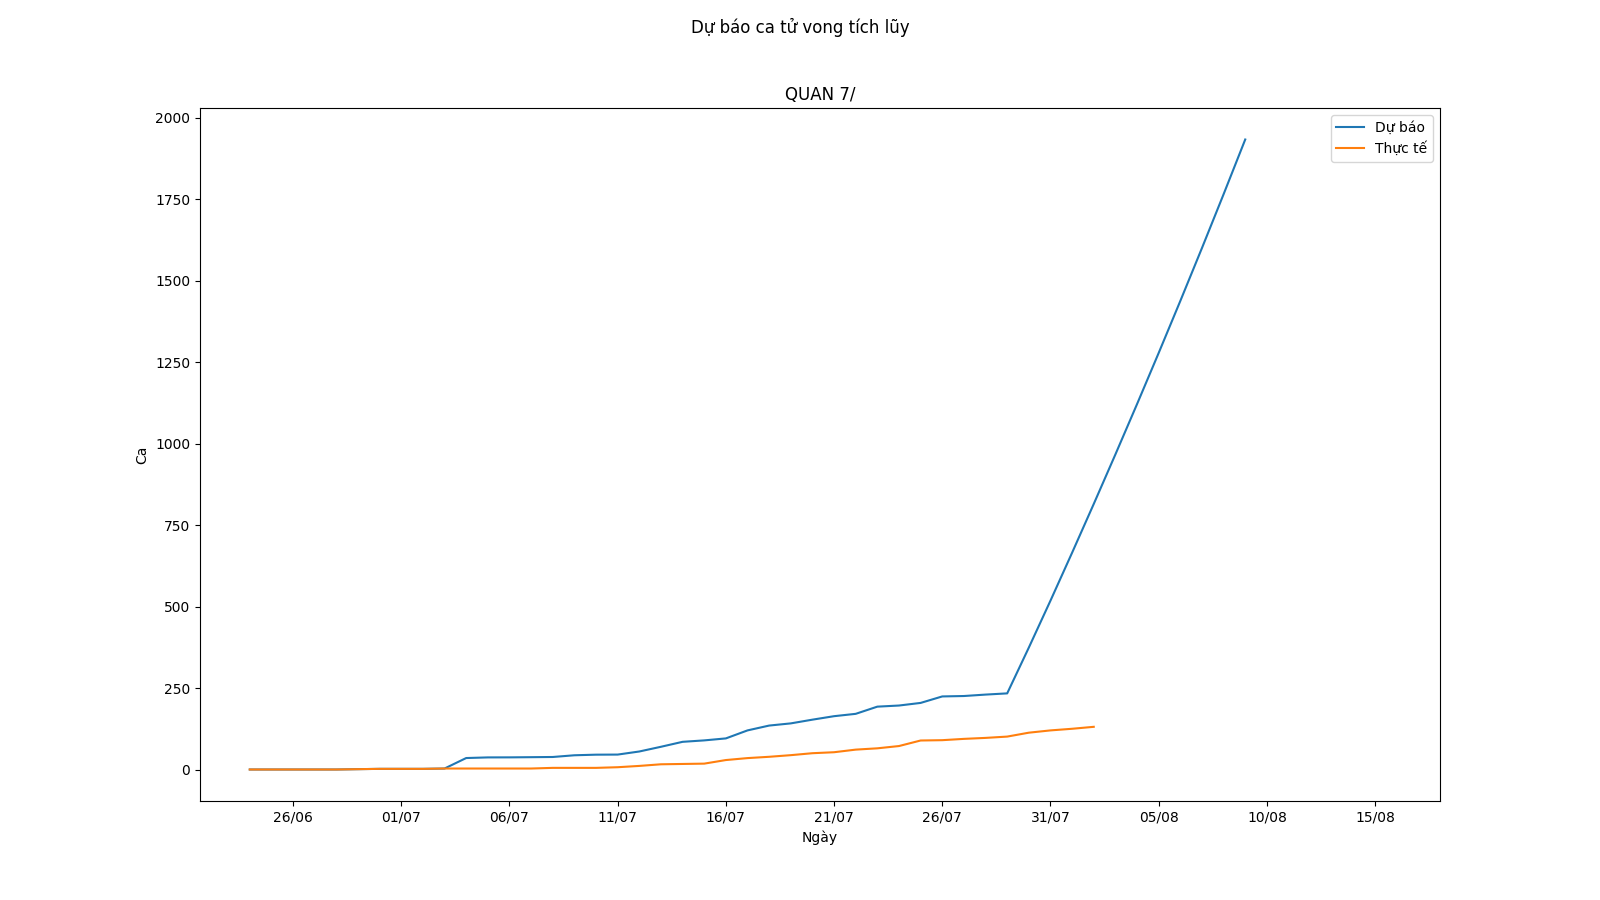 Dự báo ca tử vong tích lũy
QUAN 7/
Dự báo
Thực tế
Ca
2000
1750
1500
1250
1000
750
500
250
0
26/06 01/07 06/07 11/07 16/07 21/07 26/07 31/07 05/08 10/08 15/08
Ngày